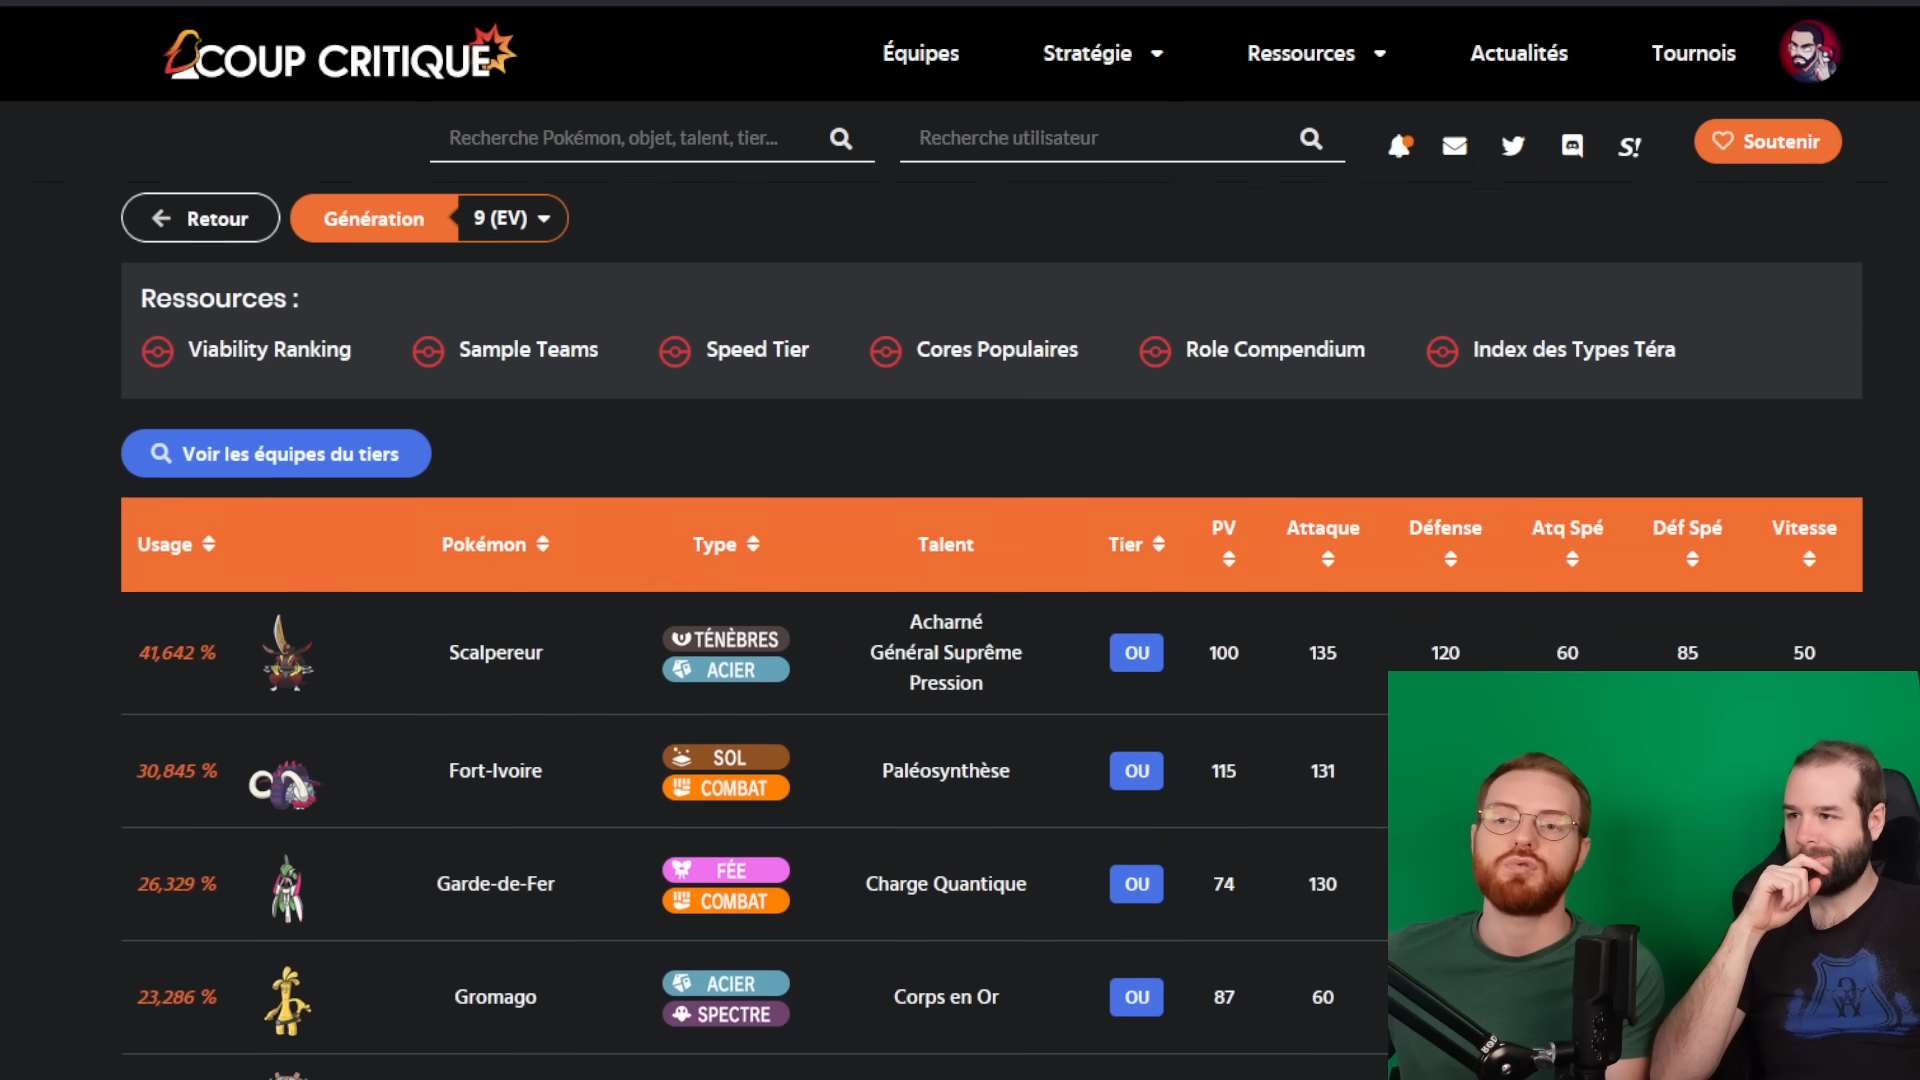 COUP CRITIQUE
Équipes
Stratégie
Ressources
Actualités
Tournois
Recherche Pokémon, objet, talent, tier...
Recherche utilisateur
S!
Soutenir
Retour
Génération
9 (EV)
Ressources :
Viability Ranking
Sample Teams
Speed Tier
Cores Populaires
Role Compendium
Index des Types Téra
Voir les équipes du tiers
Usage
Pokémon
Type
Talent
Tier
PV
Attaque
Défense
Atq Spé
Déf Spé
Vitesse
41,642 %
Scalpereur
TÉNÈBRES
ACIER
Acharné
Général Suprême
Pression
OU
100
135
120
60
85
50
30,845 %
Fort-Ivoire
SOL
COMBAT
Paléosynthèse
OU
115
131
26,329 %
Garde-de-Fer
FÉE
COMBAT
Charge Quantique
OU
74
130
23,286 %
Gromago
ACIER
SPECTRE
Corps en Or
OU
87
60